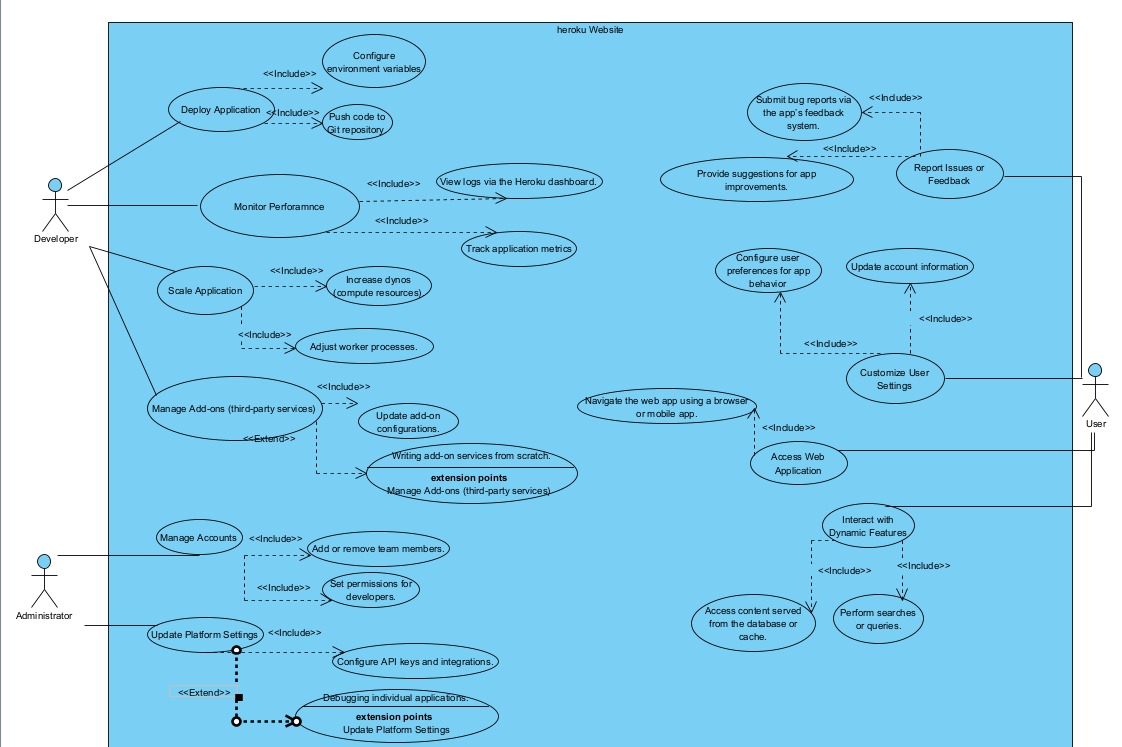 heroku Website
Configure
environment variables
<<Include>>
Deploy Application
<<Include>>
Push code to
Git repository
Developer
Monitor Perforamnce
<<Include>>
View logs via the Heroku dashboard.
<<Include>>
Track application metrics
Scale Application
<<Include>>
Increase dynos
(compute resources)
<<Include>>
Adjust worker processes.
Manage Add-ons (third-party services)
<<Include>>
Update add-on
configurations.
<<Extend>>
Writing add-on services from scratch.
extension points
Manage Add-ons (third-party services)
Administrator
Manage Accounts
<<Include>>
Add or remove team members.
<<Include>>
Set permissions for
developers.
Update Platform Settings
<<Include>>
Configure API keys and integrations.
<<Extend>>
Debugging individual applications.
extension points
Update Platform Settings
Submit bug reports via
the app's feedback
system.
<<Include>>
<<Include>>
Provide suggestions for app
improvements.
Report Issues or
Feedback
Configure user
preferences for app
behavior
Update account information
<<Include>>
<<Include>>
Customize User
Settings
User
Navigate the web app using a browser
or mobile app.
<<Include>>
Access Web
Application
Interact with
Dynamic Features
<<Include>>
<<Include>>
Access content served
from the database or
cache.
Perform searches
or queries.